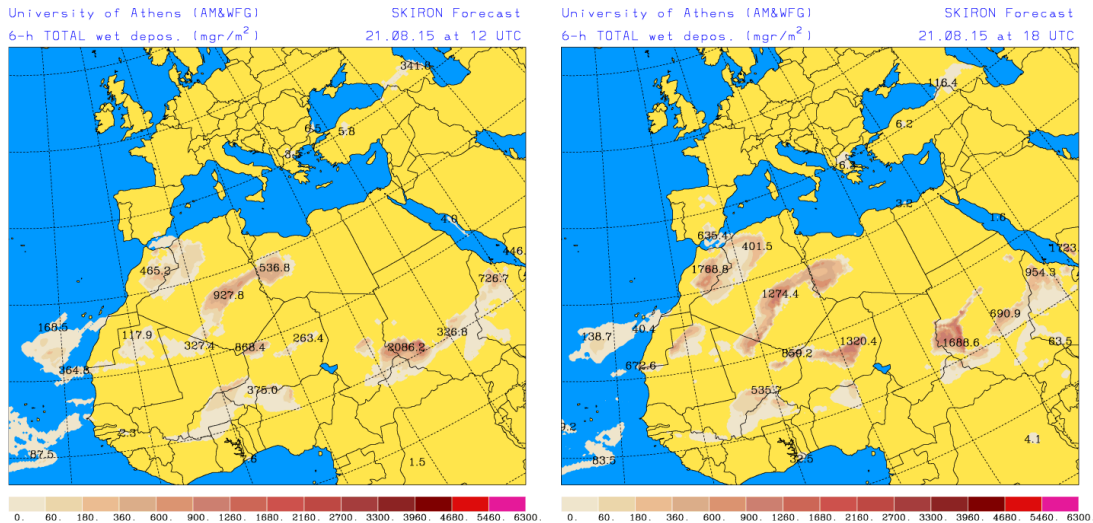 University of Athens (AM&WFG) SKIRON Forecast
6-h TOTAL wet depos. (mgr/m²) 21.08.15 at 12 UTC
341.8
6.5 5.8
4.0
446.
465.2 536.8 726.7
927.8
168.5 117.9 326.8
327.4 868.4 263.4 2086.2
264.8
375.0
2.3
87.5 1.5
0. 60. 180. 360. 600. 900. 1260. 1680. 2160. 2700. 3300. 3960. 4680. 5460. 6300.
University of Athens (AM&WFG) SKIRON Forecast
6-h TOTAL wet depos. (mgr/m²) 21.08.15 at 18 UTC
116.4
6.2
3.2
1.6
635.4 401.5 1723.
1768.8 954.3
1274.4
138.7 40.4 690.9
1320.4 1688.6 63.5
672.6 859.2
535.7
9.2
83.5 32.5 4.1
0. 60. 180. 360. 600. 900. 1260. 1680. 2160. 2700. 3300. 3960. 4680. 5460. 6300.